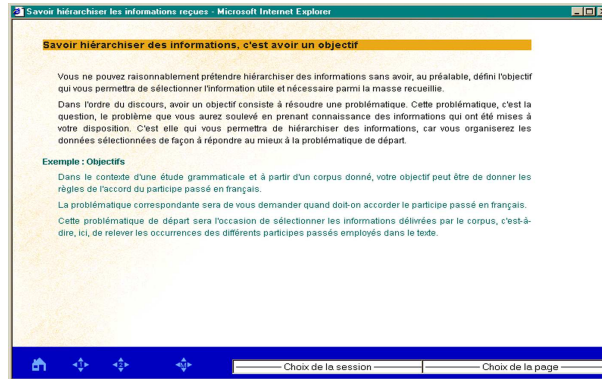 Savoir hiérarchiser les informations reçues - Microsoft Internet Explorer
Savoir hiérarchiser des informations, c'est avoir un objectif
Vous ne pouvez raisonnablement prétendre hiérarchiser des informations sans avoir, au préalable, défini l'objectif
qui vous permettra de sélectionner l'information utile et nécessaire parmi la masse recueillie.
Dans l'ordre du discours, avoir un objectif consiste à résoudre une problématique. Cette problématique, c'est la
question, le problème que vous aurez soulevé en prenant connaissance des informations qui ont été mises à
votre disposition. C'est elle qui vous permettra de hiérarchiser des informations, car vous organiserez les
données sélectionnées de façon à répondre au mieux à la problématique de départ.
Exemple : Objectifs
Dans le contexte d'une étude grammaticale et à partir d'un corpus donné, votre objectif peut être de donner les
règles de l'accord du participe passé en français.
La problématique correspondante sera de vous demander quand doit-on accorder le participe passé en français.
Cette problématique de départ sera l'occasion de sélectionner les informations délivrées par le corpus, c'est-à-
dire, ici, de relever les occurrences des différents participes passés employés dans le texte.
1 2 M Choix de la session Choix de la page